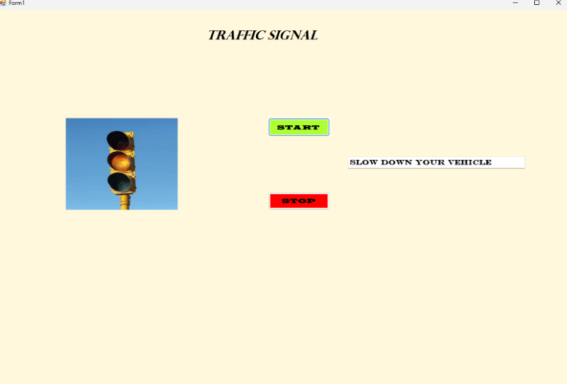 Form1
TRAFFIC SIGNAL
START
SLOW DOWN YOUR VEHICLE
STOP